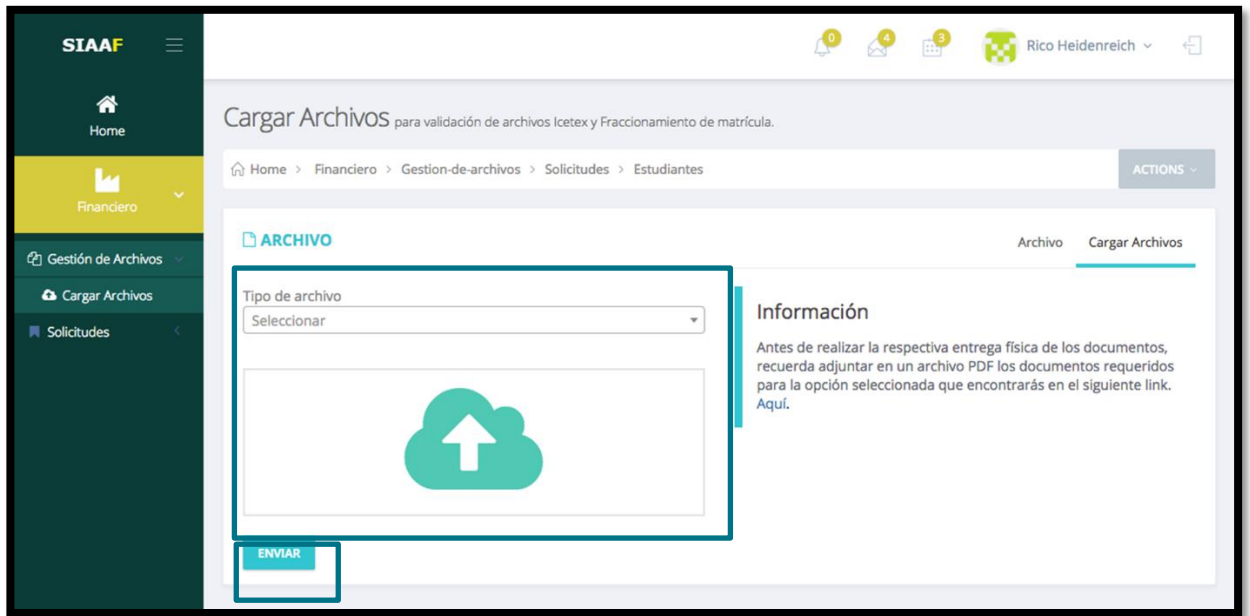 SIAAF
0
4
3
Rico Heidenreich
Home
Financiero
Gestión de Archivos
Cargar Archivos
Solicitudes
Cargar Archivos para validación de archivos Icetex y Fraccionamiento de matrícula.
Home > Financiero > Gestion-de-archivos > Solicitudes > Estudiantes
ACTIONS
ARCHIVO
Archivo Cargar Archivos
Tipo de archivo
Seleccionar
ENVIAR
Información
Antes de realizar la respectiva entrega física de los documentos,
recuerda adjuntar en un archivo PDF los documentos requeridos
para la opción seleccionada que encontrarás en el siguiente link.
Aquí.